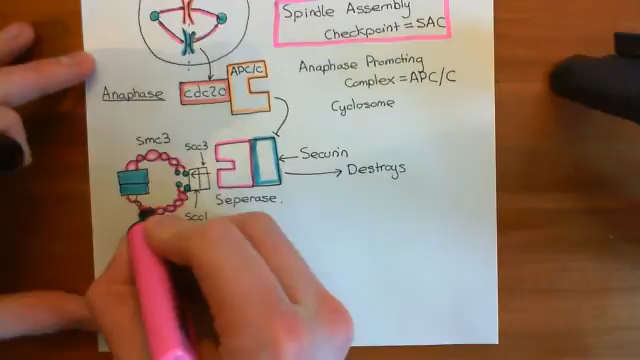 Spindle Assembly
Checkpoint = SAC
Anaphase Promoting
Complex = APC/C
Cyclosome
Anaphase
cdc20
APC/C
smc3
scc3
Securin
Destroys
Seperase.
scc1